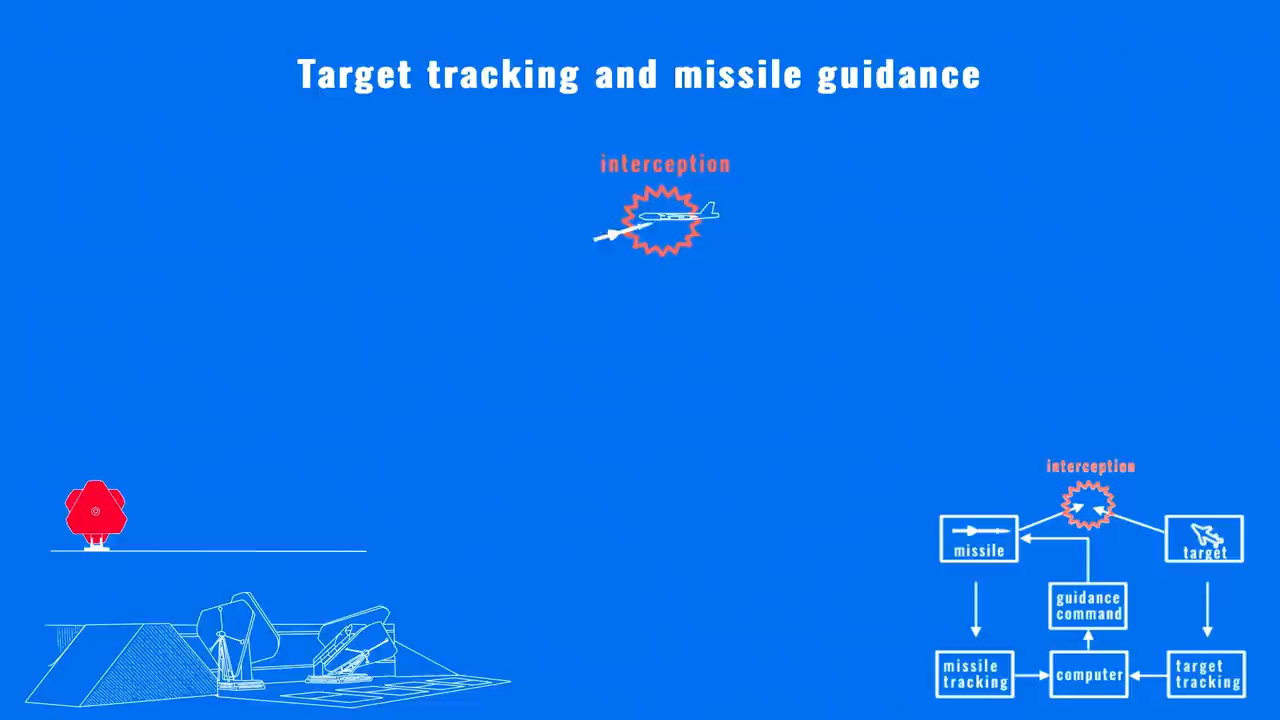 Target tracking and missile guidance
interception
interception
missile
target
guidance
command
missile
tracking
computer
target
tracking